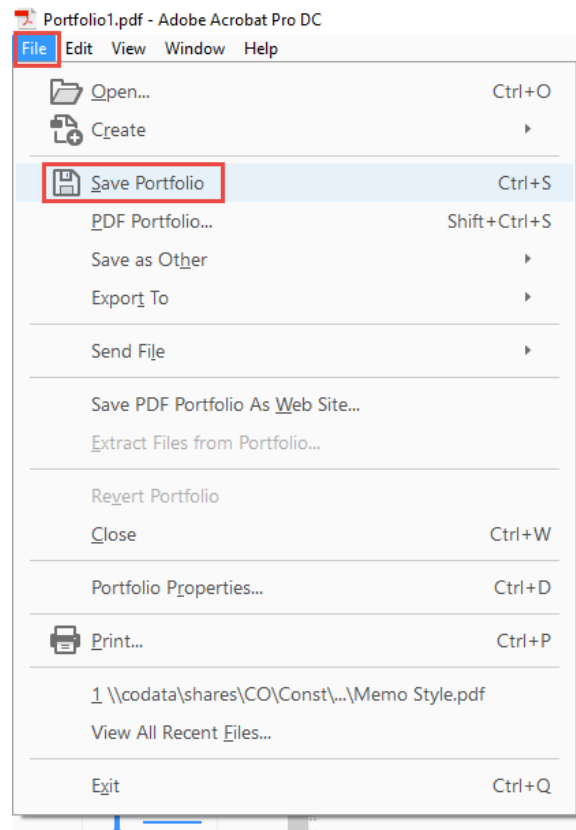 Portfolio1.pdf - Adobe Acrobat Pro DC
File Edit View Window Help
Open... Ctrl+O
Create
Save Portfolio Ctrl+S
PDF Portfolio... Shift+Ctrl+S
Save as Other
Export To
Send File
Save PDF Portfolio As Web Site...
Extract Files from Portfolio...
Revert Portfolio
Close Ctrl+W
Portfolio Properties... Ctrl+D
Print... Ctrl+P
1 \\codata\shares\CO\Const\...\Memo Style.pdf
View All Recent Files...
Exit Ctrl+Q